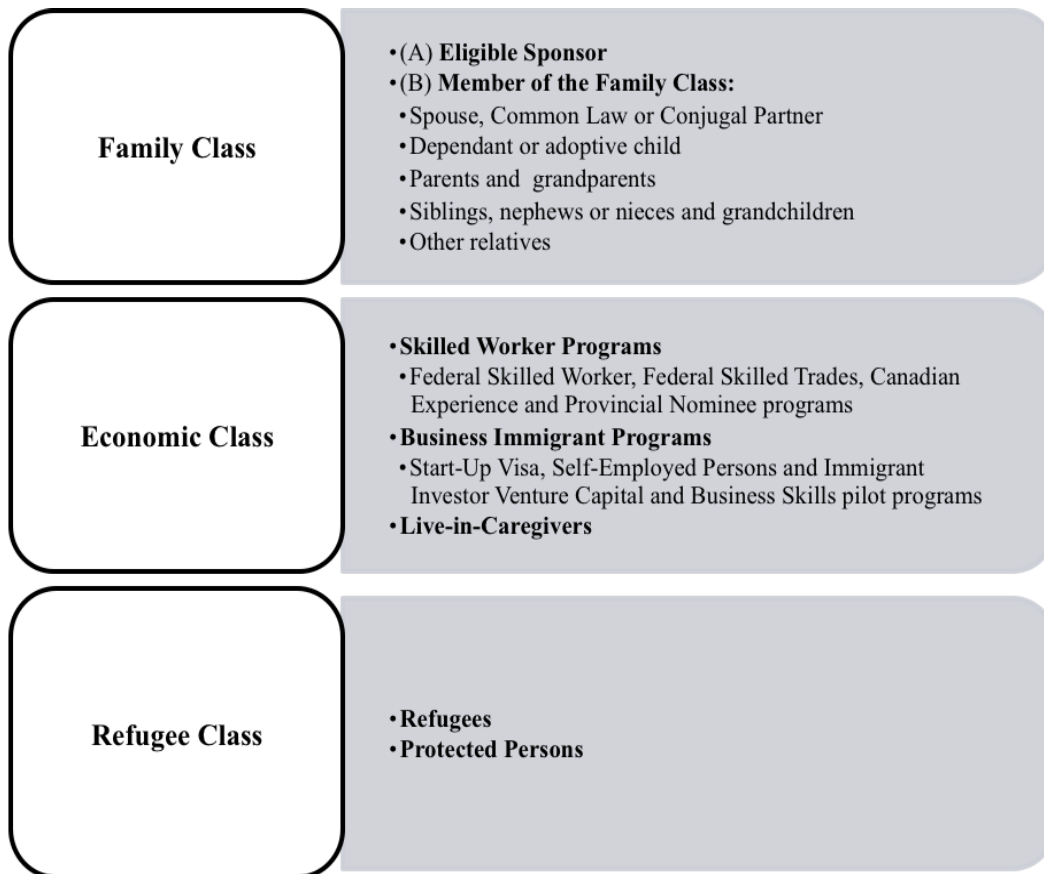 Family Class
•(A) Eligible Sponsor
•(B) Member of the Family Class:
•Spouse, Common Law or Conjugal Partner
•Dependant or adoptive child
•Parents and grandparents
•Siblings, nephews or nieces and grandchildren
•Other relatives
Economic Class
•Skilled Worker Programs
•Federal Skilled Worker, Federal Skilled Trades, Canadian
Experience and Provincial Nominee programs
•Business Immigrant Programs
•Start-Up Visa, Self-Employed Persons and Immigrant
Investor Venture Capital and Business Skills pilot programs
•Live-in-Caregivers
Refugee Class
•Refugees
•Protected Persons